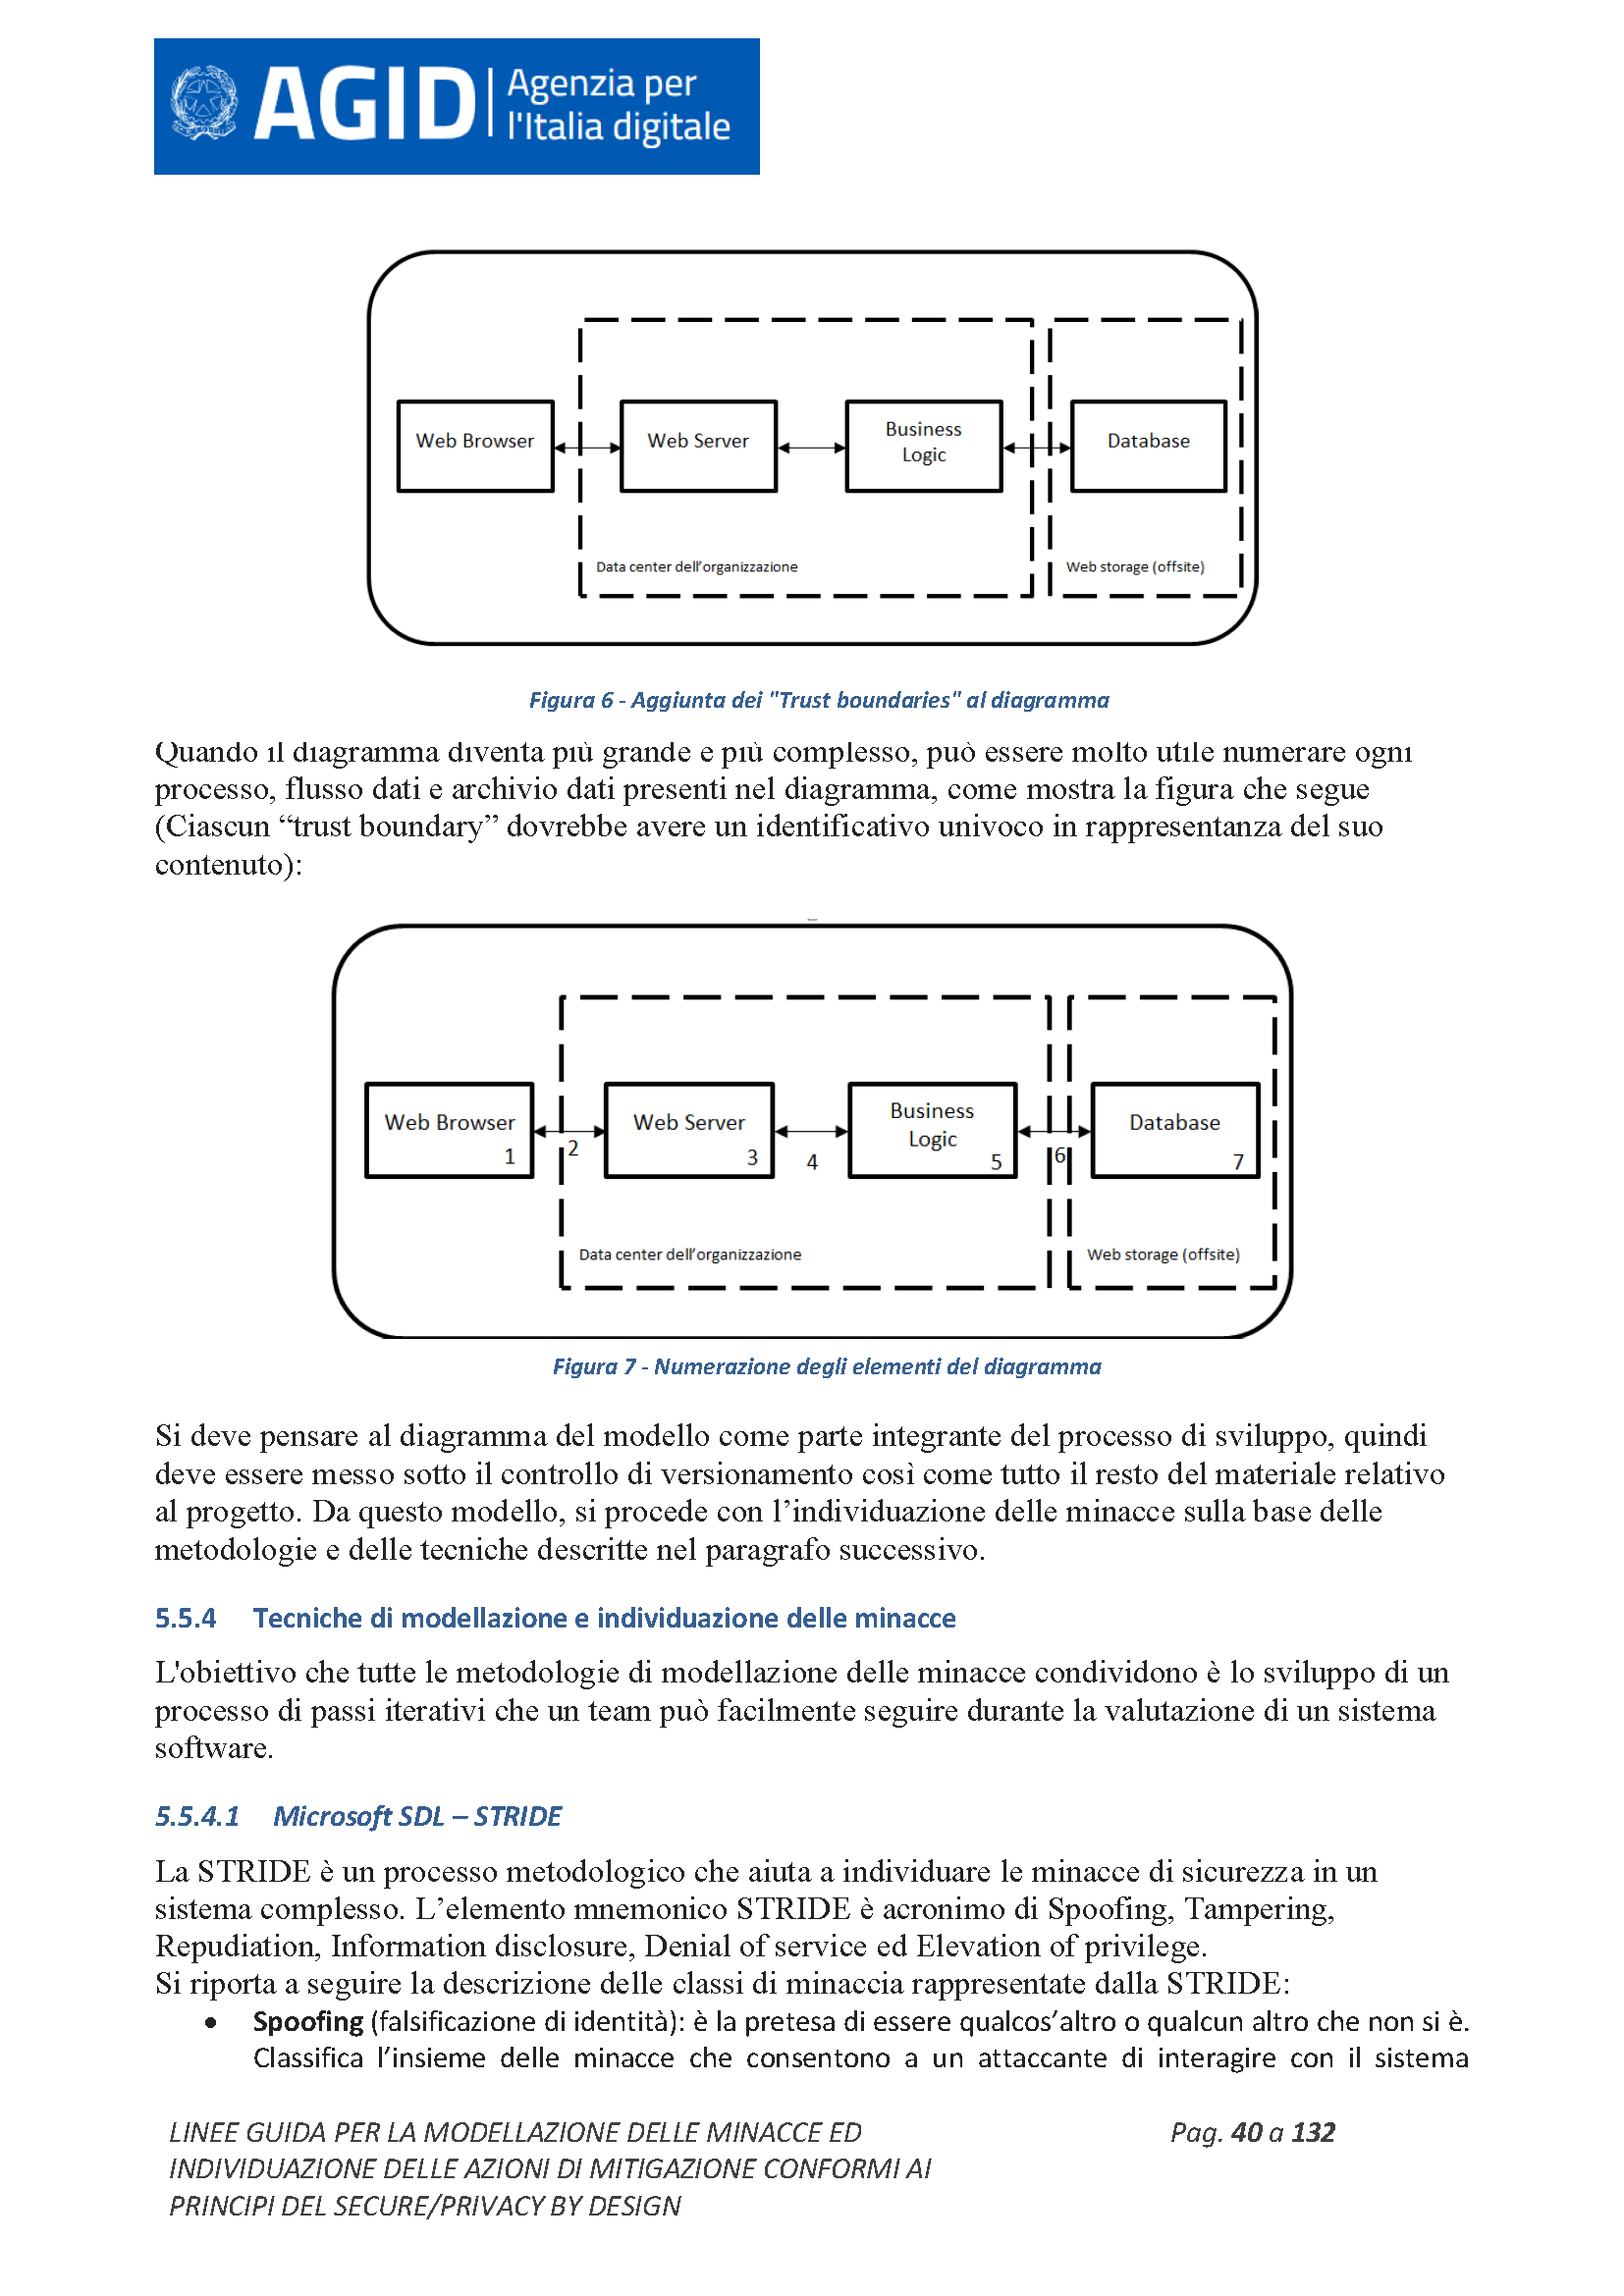 AGID Agenzia per
l'Italia digitale
Web Browser
Web Server
Business
Logic
Database
Data center dell'organizzazione
Web storage (offsite)
Figura 6 - Aggiunta dei "Trust boundaries" al diagramma
Quando il diagramma diventa più grande e più complesso, può essere molto utile numerare ogni
processo, flusso dati e archivio dati presenti nel diagramma, come mostra la figura che segue
(Ciascun “trust boundary” dovrebbe avere un identificativo univoco in rappresentanza del suo
contenuto):
Web Browser
1
2
Web Server
3
4
Business
Logic
5
6
Database
7
Data center dell'organizzazione
Web storage (offsite)
Figura 7 - Numerazione degli elementi del diagramma
Si deve pensare al diagramma del modello come parte integrante del processo di sviluppo, quindi
deve essere messo sotto il controllo di versionamento così come tutto il resto del materiale relativo
al progetto. Da questo modello, si procede con l’individuazione delle minacce sulla base delle
metodologie e delle tecniche descritte nel paragrafo successivo.
5.5.4 Tecniche di modellazione e individuazione delle minacce
L'obiettivo che tutte le metodologie di modellazione delle minacce condividono è lo sviluppo di un
processo di passi iterativi che un team può facilmente seguire durante la valutazione di un sistema
software.
5.5.4.1 Microsoft SDL – STRIDE
La STRIDE è un processo metodologico che aiuta a individuare le minacce di sicurezza in un
sistema complesso. L’elemento mnemonico STRIDE è acronimo di Spoofing, Tampering,
Repudiation, Information disclosure, Denial of service ed Elevation of privilege.
Si riporta a seguire la descrizione delle classi di minaccia rappresentate dalla STRIDE:
• Spoofing (falsificazione di identità): è la pretesa di essere qualcos’altro o qualcun altro che non si è.
Classifica l’insieme delle minacce che consentono a un attaccante di interagire con il sistema
LINEE GUIDA PER LA MODELLAZIONE DELLE MINACCE ED
INDIVIDUAZIONE DELLE AZIONI DI MITIGAZIONE CONFORMI AI
PRINCIPI DEL SECURE/PRIVACY BY DESIGN
Pag. 40 a 132